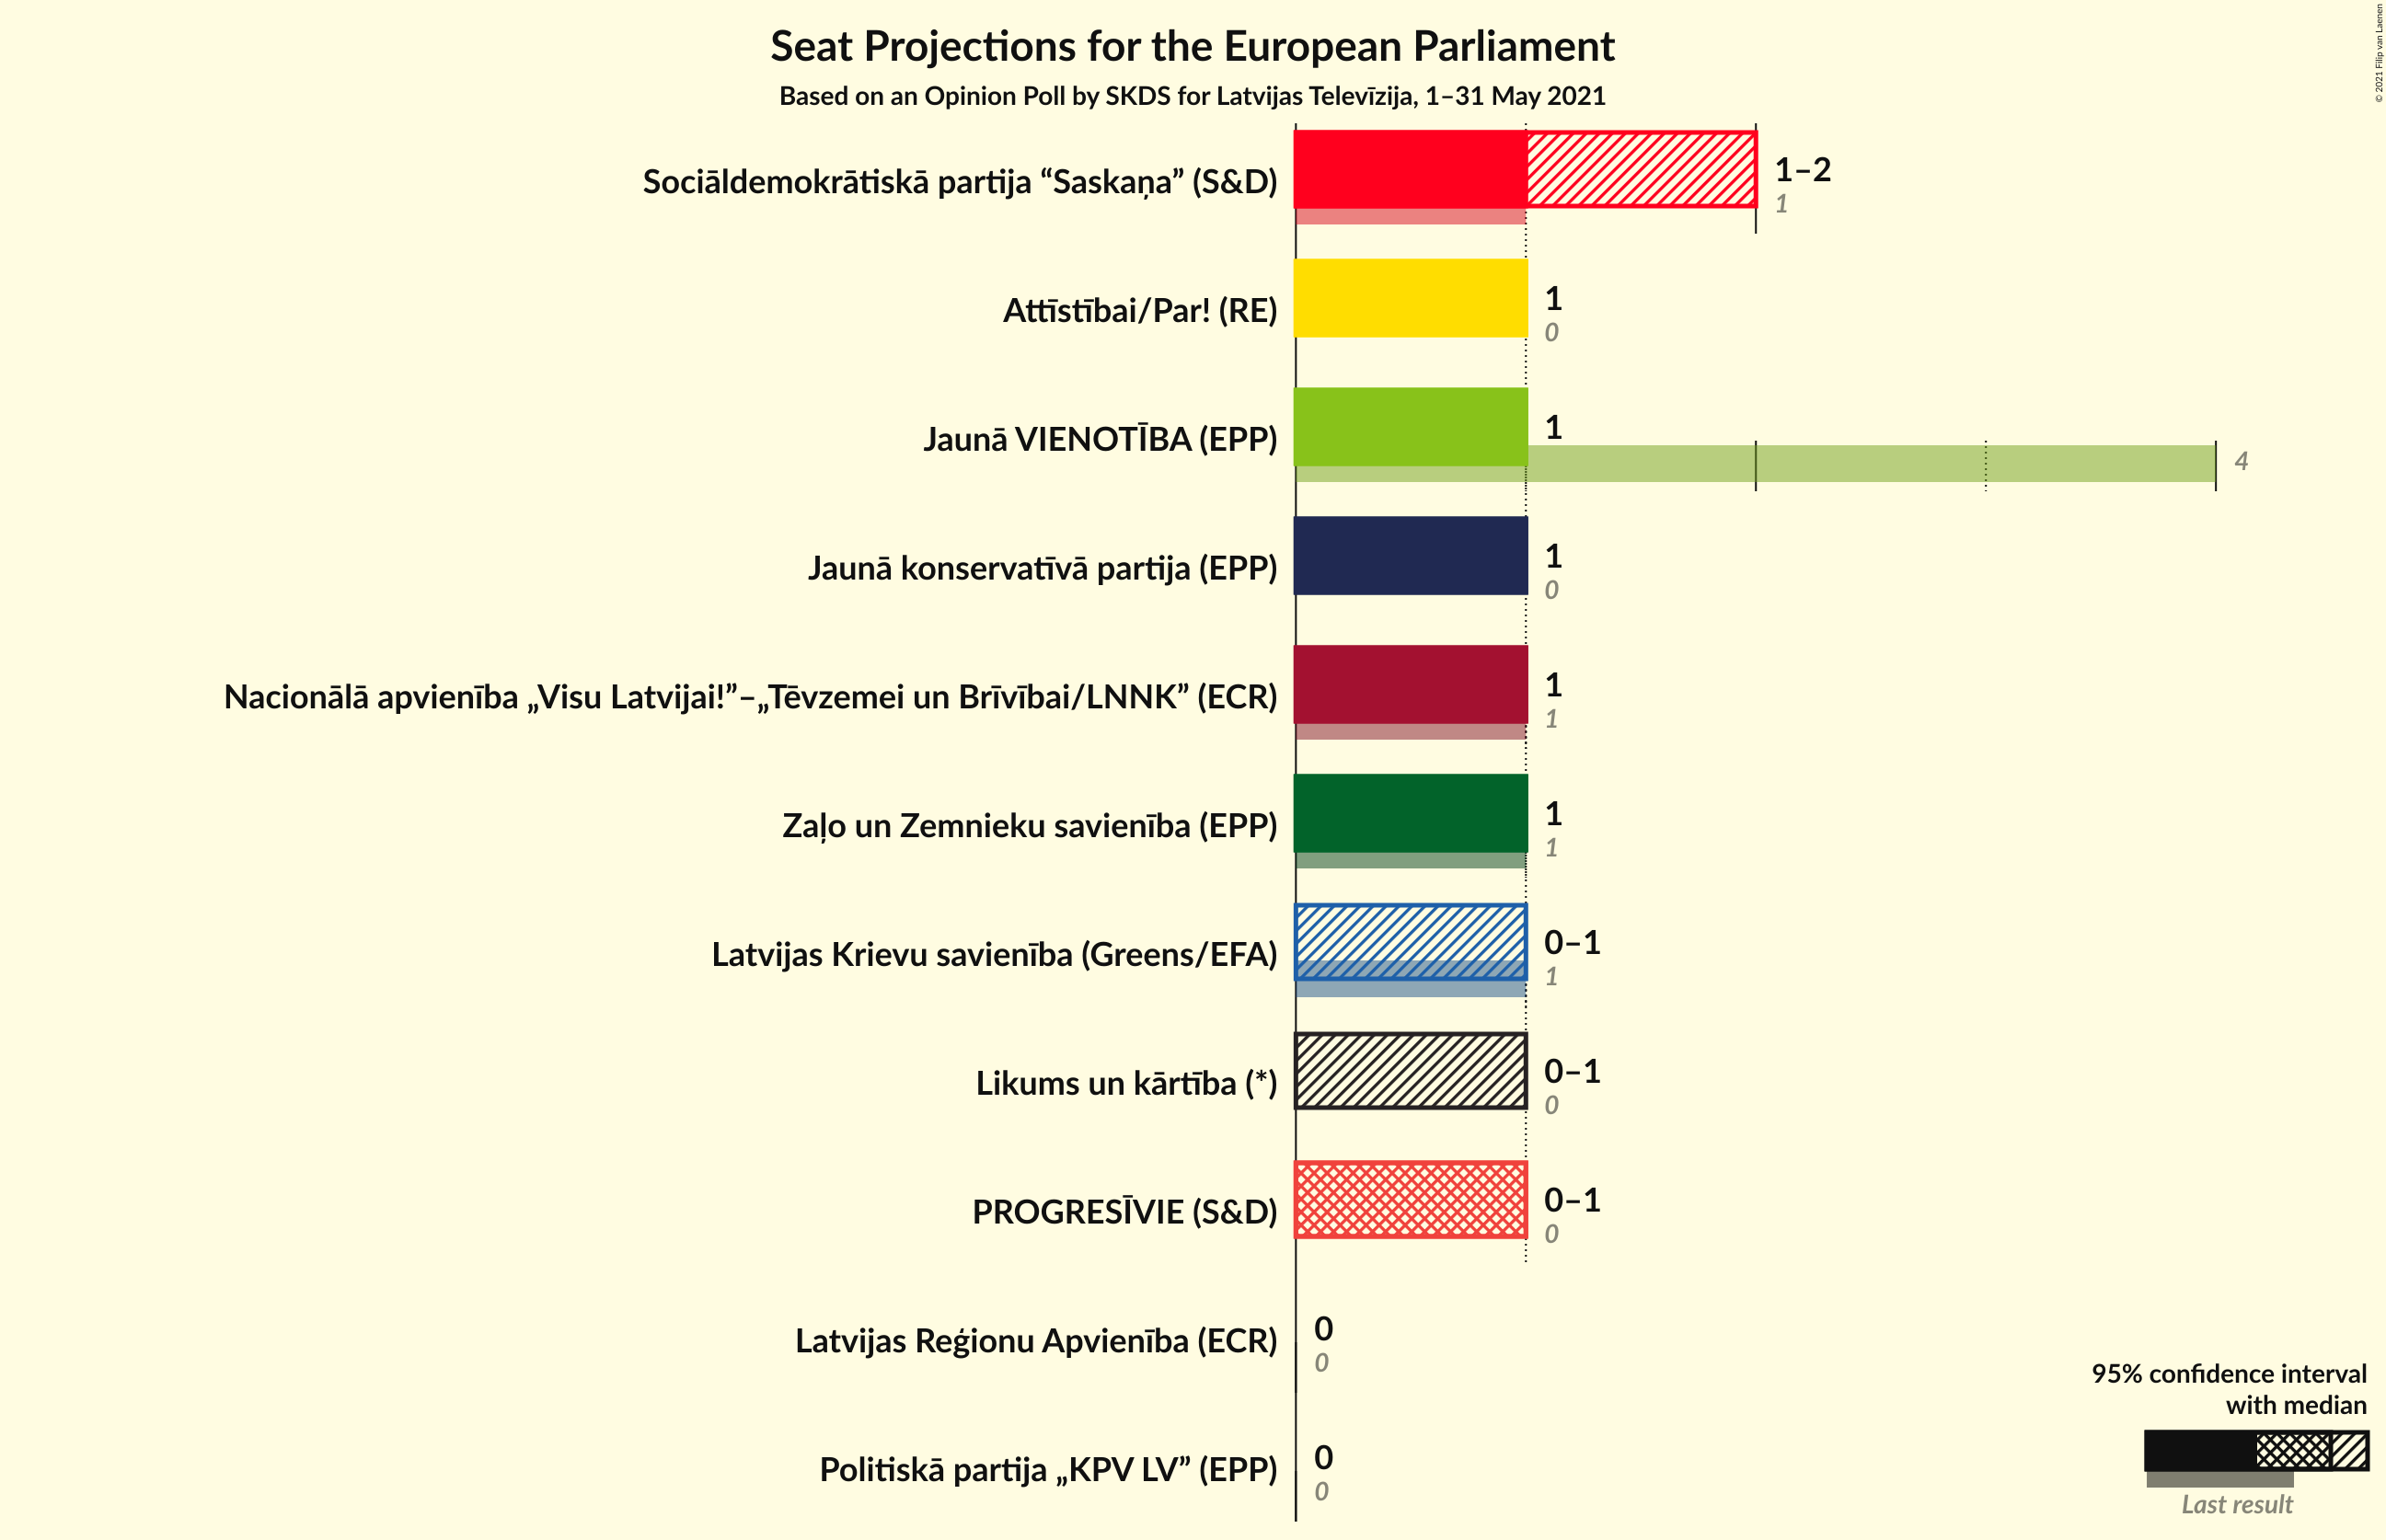 Seat Projections for the European Parliament
Based on an Opinion Poll by SKDS for Latvijas Televīzija, 1–31 May 2021
© 2021 Filip van Laenen
Sociāldemokrātiskā partija “Saskaņa” (S&D)
1–2
1
Attīstībai/Par! (RE)
1
0
Jaunā VIENOTĪBA (EPP)
1
4
Jaunā konservatīvā partija (EPP)
1
0
Nacionālā apvienība „Visu Latvijai!”–„Tēvzemei un Brīvībai/LNNK” (ECR)
1
1
Zaļo un Zemnieku savienība (EPP)
1
1
Latvijas Krievu savienība (Greens/EFA)
0–1
1
Likums un kārtība (*)
0–1
0
PROGRESĪVIE (S&D)
0–1
0
Latvijas Reģionu Apvienība (ECR)
0
0
Politiskā partija „KPV LV” (EPP)
0
0
95% confidence interval
with median
Last result